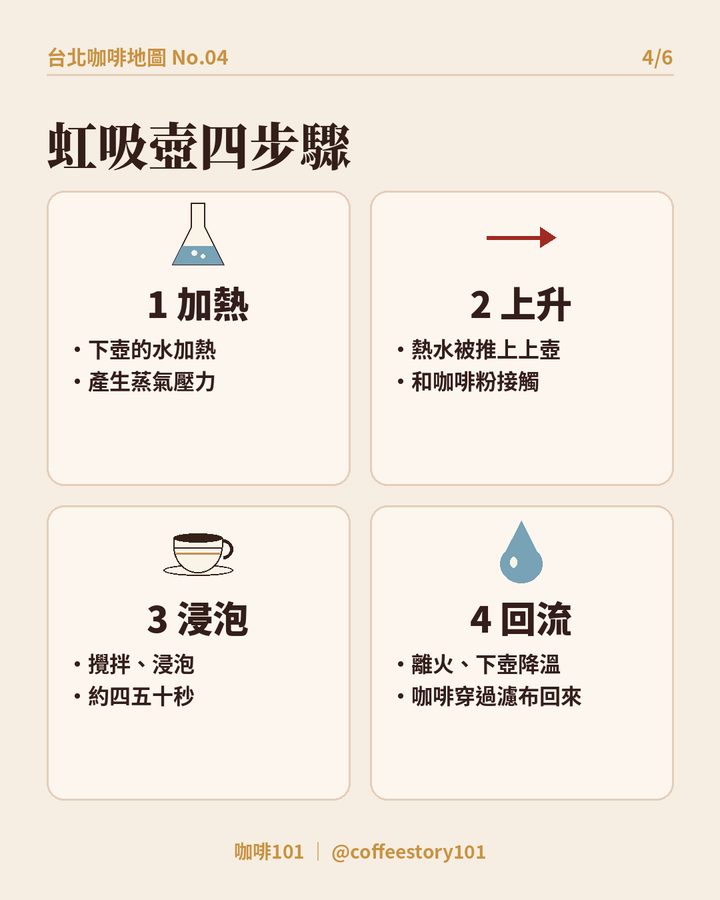 台北咖啡地圖 No.04
4/6
虹吸壺四步驟
1 加熱
・下壺的水加熱
・產生蒸氣壓力
2 上升
・熱水被推上上壺
・和咖啡粉接觸
3 浸泡
・攪拌、浸泡
・約四五十秒
4 回流
・離火、下壺降溫
・咖啡穿過濾布回來
咖啡101｜@coffeestory101